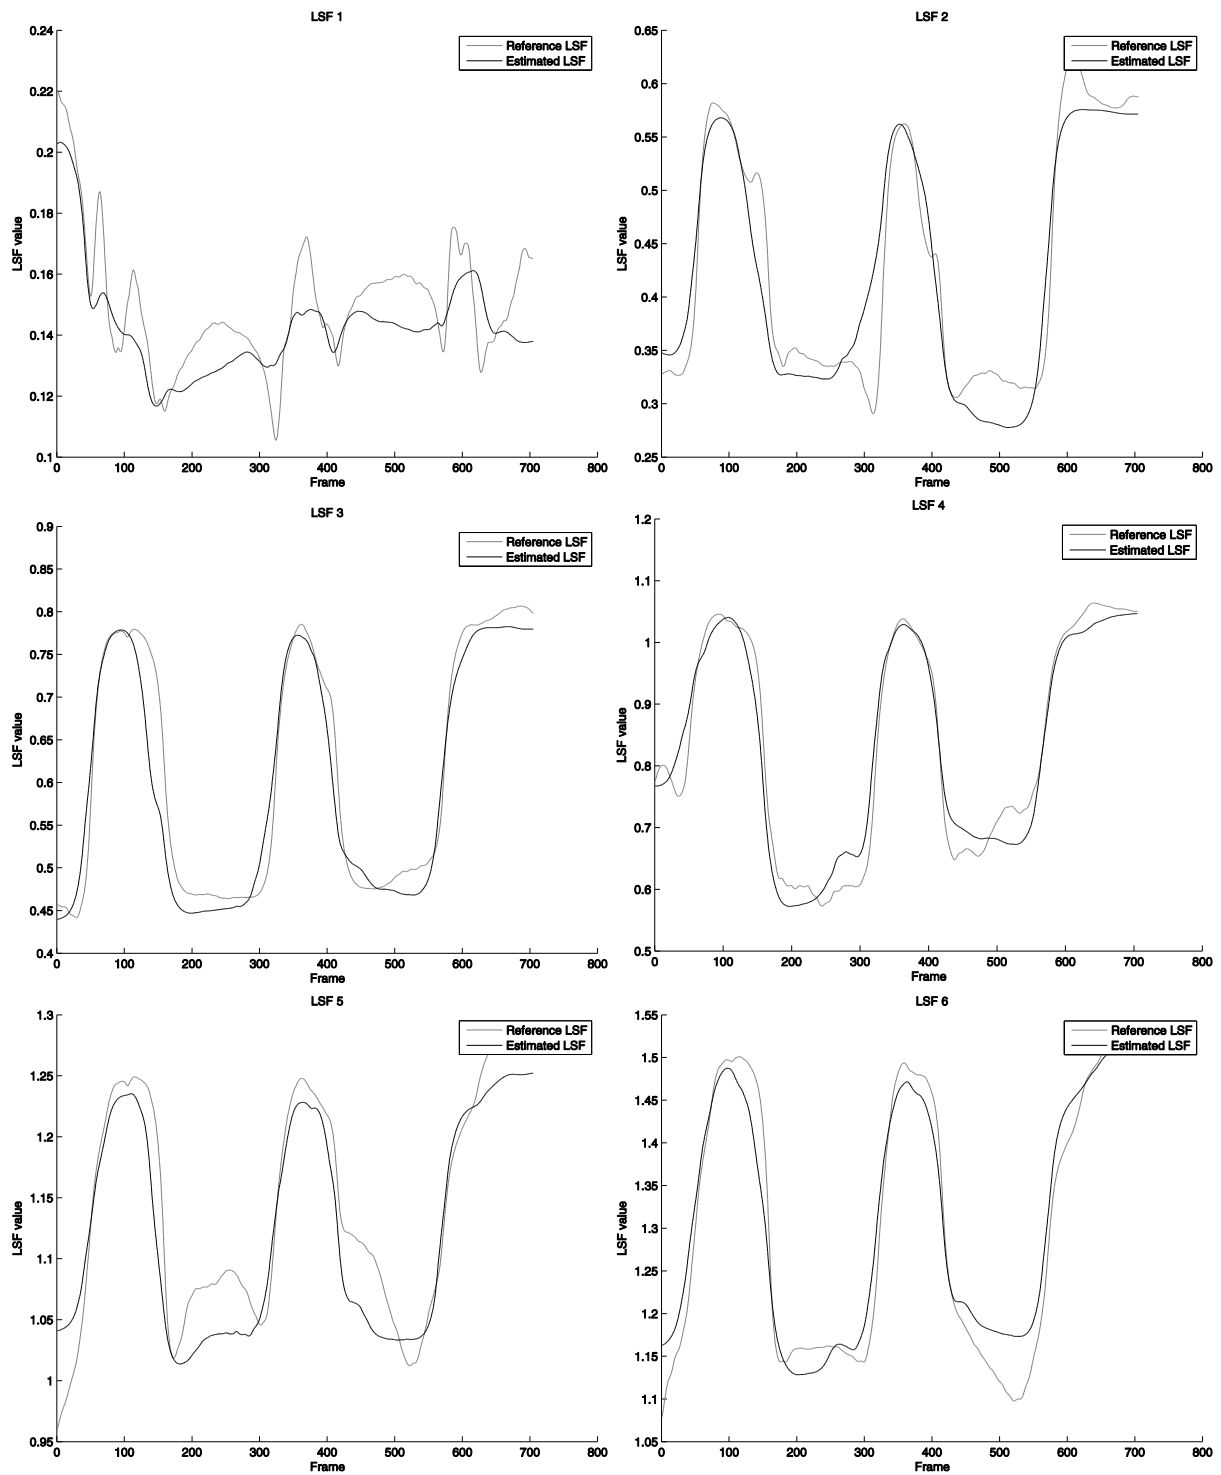 LSF 1
0.24
0.22
0.2
0.18
0.16
0.14
0.12
0.1
LSF value
0 100 200 300 400 500 600 700 800
Frame
Reference LSF
Estimated LSF
LSF 2
0.65
0.6
0.55
0.5
0.45
0.4
0.35
0.3
0.25
LSF value
0 100 200 300 400 500 600 700 800
Frame
Reference LSF
Estimated LSF
LSF 3
0.9
0.85
0.8
0.75
0.7
0.65
0.6
0.55
0.5
0.45
0.4
LSF value
0 100 200 300 400 500 600 700 800
Frame
Reference LSF
Estimated LSF
LSF 4
1.2
1.1
1
0.9
0.8
0.7
0.6
0.5
LSF value
0 100 200 300 400 500 600 700 800
Frame
Reference LSF
Estimated LSF
LSF 5
1.3
1.25
1.2
1.15
1.1
1.05
1
0.95
LSF value
0 100 200 300 400 500 600 700 800
Frame
Reference LSF
Estimated LSF
LSF 6
1.55
1.5
1.45
1.4
1.35
1.3
1.25
1.2
1.15
1.1
1.05
LSF value
0 100 200 300 400 500 600 700 800
Frame
Reference LSF
Estimated LSF